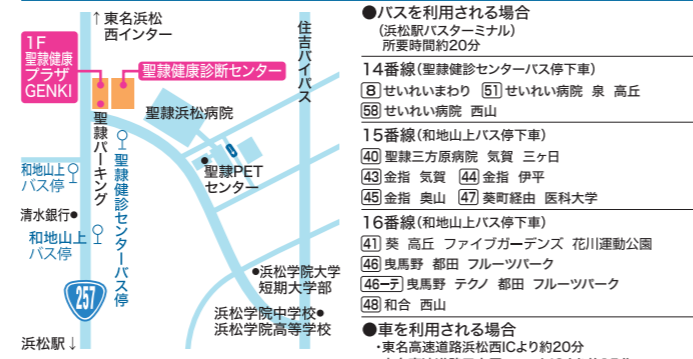 ↑東名浜松
西インター
住吉バイパス
1F
聖隷健康
プラザ
GENKI
聖隷健康診断センター
聖隷浜松病院
聖隷パーキング
聖隷健診センターバス停
和地山上
バス停
聖隷PET
センター
清水銀行●
和地山上
バス停
257
●浜松学院大学
短期大学部
浜松学院中学校●
浜松学院高等学校
浜松駅↓
●バスを利用される場合
(浜松駅バスターミナル)
所要時間約20分
14番線(聖隷健診センターバス停下車)
8 せいれいまわり 51 せいれい病院 泉 高丘
58 せいれい病院 西山
15番線(和地山上バス停下車)
40 聖隷三方原病院 気賀 三ヶ日
43 金指 気賀 44 金指 伊平
45 金指 奥山 47 葵町経由 医科大学
16番線(和地山上バス停下車)
41 葵 高丘 ファイブガーデンズ 花川運動公園
46 曳馬野 都田 フルーツパーク
46-テ 曳馬野 テクノ 都田 フルーツパーク
48 和合 西山
●車を利用される場合
・東名高速道路浜松西ICより約20分